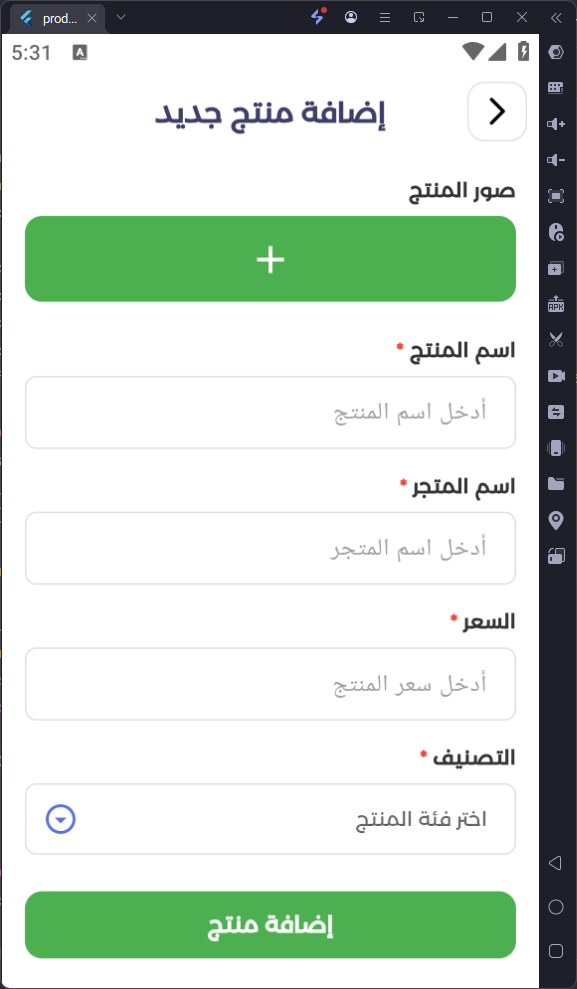 prod...
5:31
A
إضافة منتج جديد
صور المنتج
+
اسم المنتج *
أدخل اسم المنتج
اسم المتجر *
أدخل اسم المتجر
السعر *
أدخل سعر المنتج
التصنيف *
اختر فئة المنتج
إضافة منتج
APK